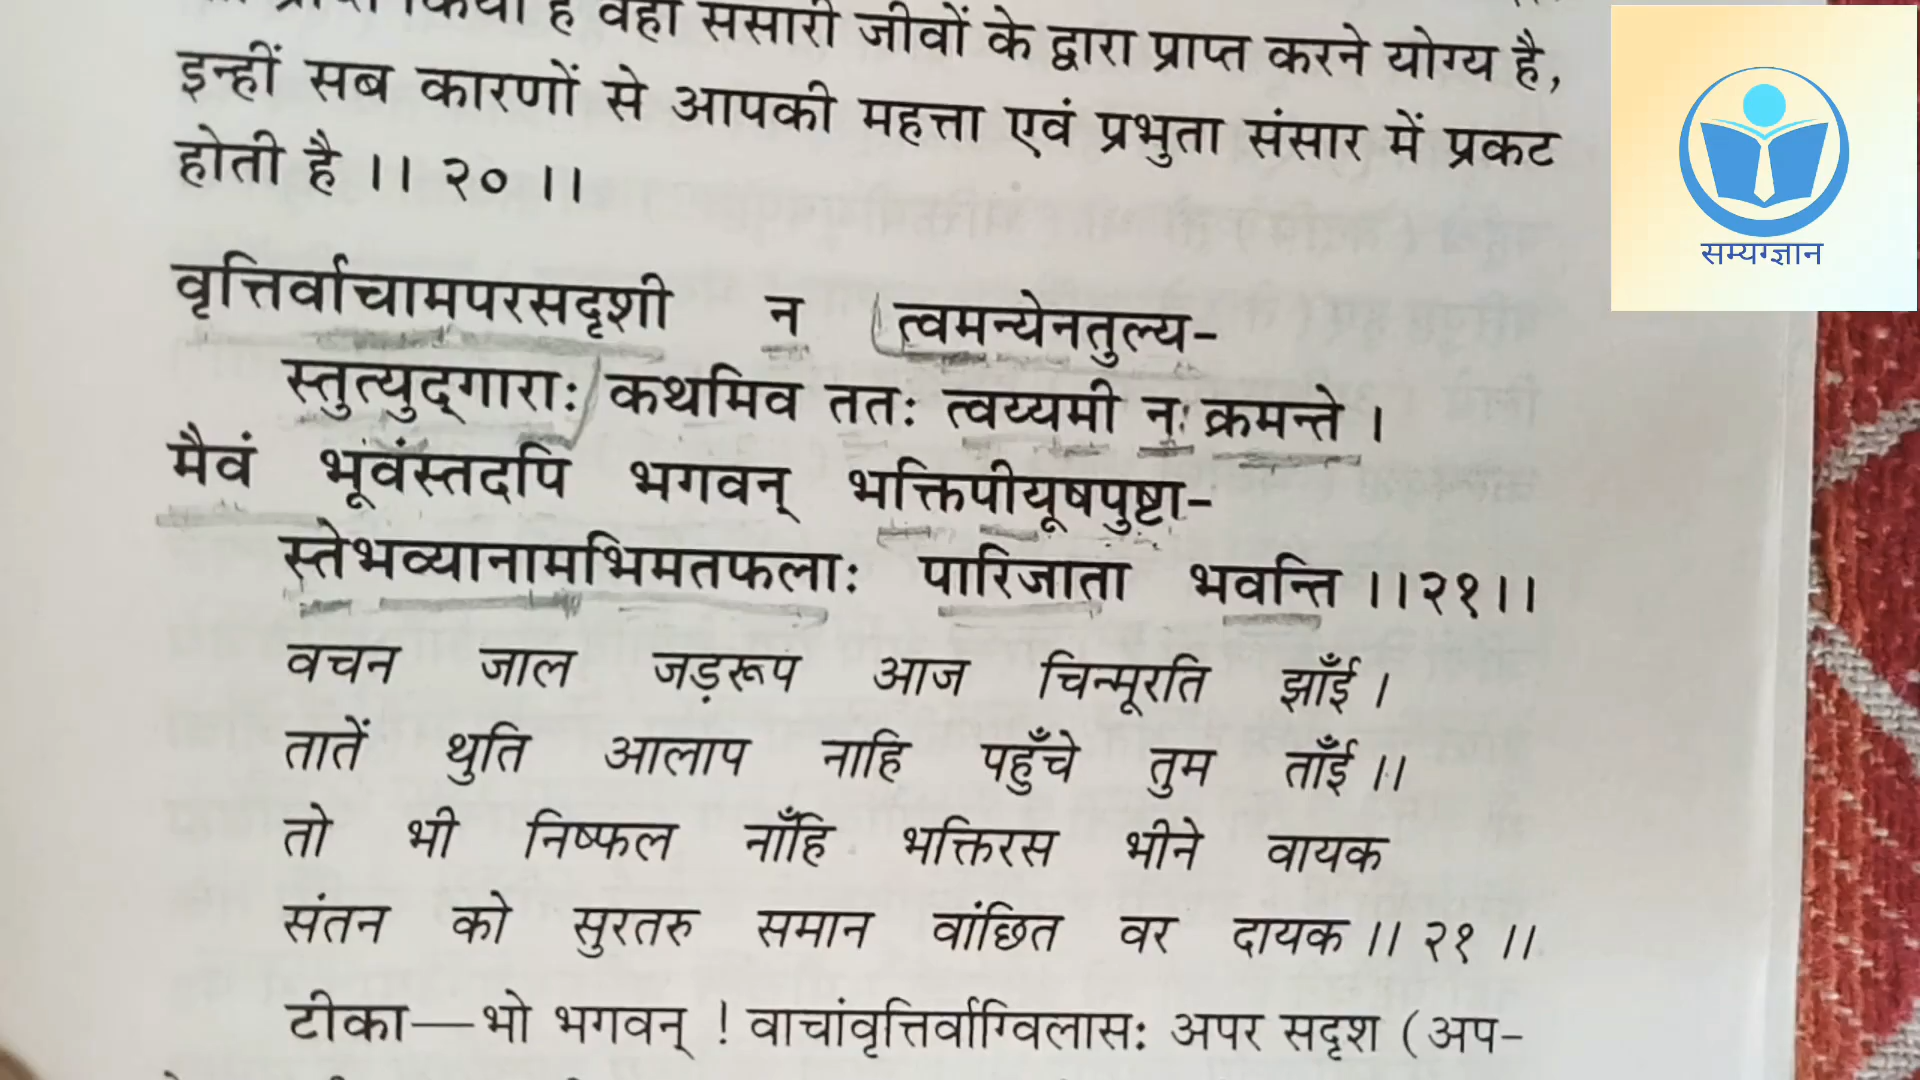 प्राप्त किया है वही संसारी जीवों के द्वारा प्राप्त करने योग्य है,
इन्हीं सब कारणों से आपकी महत्ता एवं प्रभुता संसार में प्रकट
होती है ।। २० ।।
सम्यग्ज्ञान
वृत्तिर्वाचामपरसदृशी न त्वमन्येनतुल्य-
स्तुत्युद्‌गाराः कथमिव ततः त्वय्यमी नः क्रमन्ते ।
मैवं भूवंस्तदपि भगवन् भक्तिपीयूषपुष्टा-
स्तेभव्यानामभिमतफलाः पारिजाता भवन्ति ।।२१।।
वचन जाल जड़रूप आज चिन्मूरति झाँई ।
तातें थुति आलाप नाहि पहुँचे तुम ताँई ।।
तो भी निष्फल नाँहि भक्तिरस भीने वायक
संतन को सुरतरु समान वांछित वर दायक ।। २१ ।।
टीका—भो भगवन् ! वाचांवृत्तिर्वाग्विलासः अपर सदृश (अप-